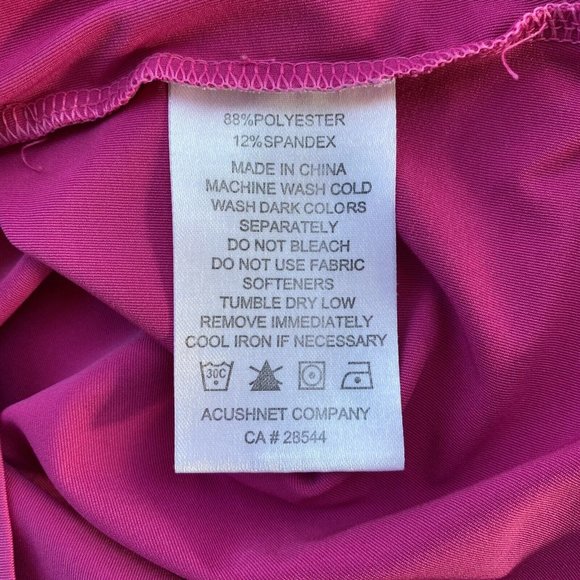 88%POLYESTER
12%SPANDEX
MADE IN CHINA
MACHINE WASH COLD
WASH DARK COLORS
SEPARATELY
DO NOT BLEACH
DO NOT USE FABRIC
SOFTENERS
TUMBLE DRY LOW
REMOVE IMMEDIATELY
COOL IRON IF NECESSARY
30C
ACUSHNET COMPANY
CA # 28544